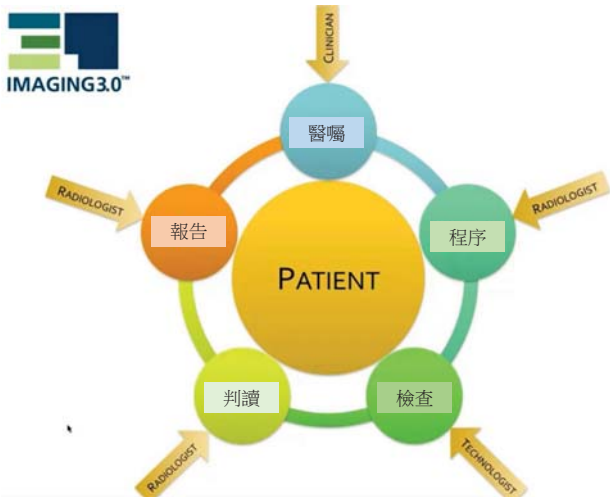 IMAGING3.0™
CLINICIAN
醫囑
RADIOLOGIST
報告
RADIOLOGIST
程序
PATIENT
判讀
檢查
RADIOLOGIST
TECHNOLOGIST